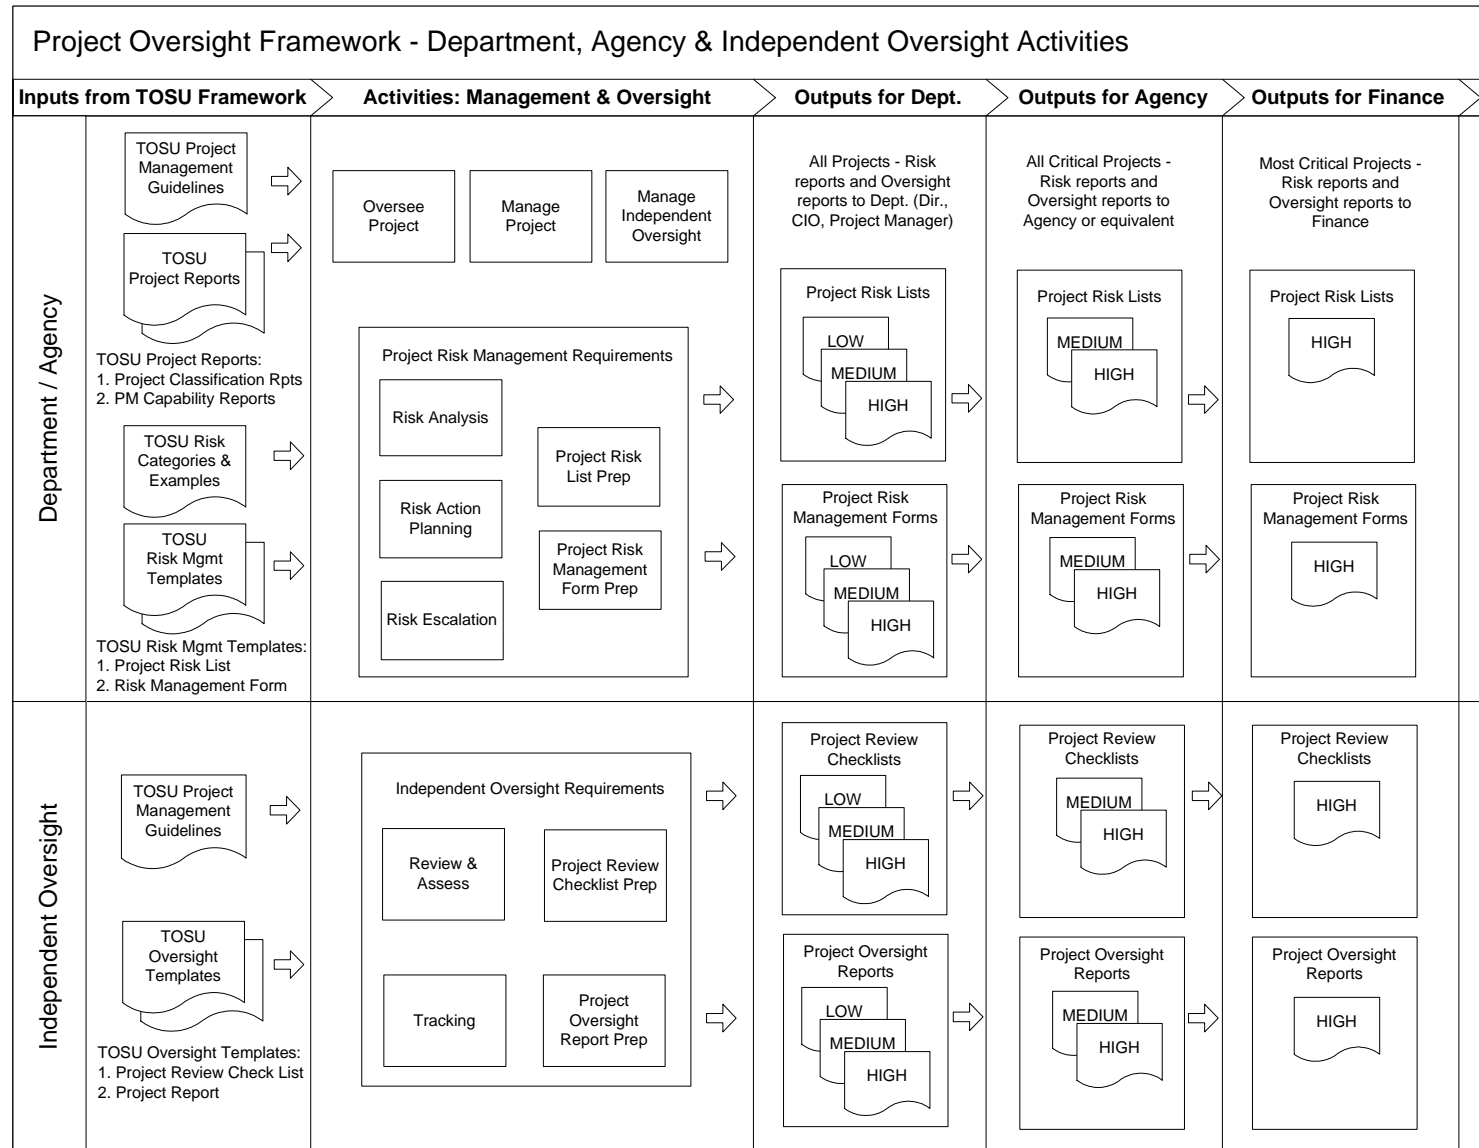 Project Oversight Framework - Department, Agency & Independent Oversight Activities
Inputs from TOSU Framework
Activities: Management & Oversight
Outputs for Dept.
Outputs for Agency
Outputs for Finance
Department / Agency
TOSU Project
Management
Guidelines
TOSU
Project Reports
TOSU Project Reports:
1. Project Classification Rpts
2. PM Capability Reports
TOSU Risk
Categories &
Examples
TOSU
Risk Mgmt
Templates
TOSU Risk Mgmt Templates:
1. Project Risk List
2. Risk Management Form
Oversee
Project
Manage
Project
Manage
Independent
Oversight
Project Risk Management Requirements
Risk Analysis
Risk Action
Planning
Risk Escalation
Project Risk
List Prep
Project Risk
Management
Form Prep
All Projects - Risk
reports and Oversight
reports to Dept. (Dir.,
CIO, Project Manager)
Project Risk Lists
LOW
MEDIUM
HIGH
Project Risk
Management Forms
LOW
MEDIUM
HIGH
All Critical Projects -
Risk reports and
Oversight reports to
Agency or equivalent
Project Risk Lists
MEDIUM
HIGH
Project Risk
Management Forms
MEDIUM
HIGH
Most Critical Projects -
Risk reports and
Oversight reports to
Finance
Project Risk Lists
HIGH
Project Risk
Management Forms
HIGH
Independent Oversight
TOSU Project
Management
Guidelines
TOSU
Oversight
Templates
TOSU Oversight Templates:
1. Project Review Check List
2. Project Report
Independent Oversight Requirements
Review &
Assess
Project Review
Checklist Prep
Tracking
Project
Oversight
Report Prep
Project Review
Checklists
LOW
MEDIUM
HIGH
Project Oversight
Reports
LOW
MEDIUM
HIGH
Project Review
Checklists
MEDIUM
HIGH
Project Oversight
Reports
MEDIUM
HIGH
Project Review
Checklists
HIGH
Project Oversight
Reports
HIGH